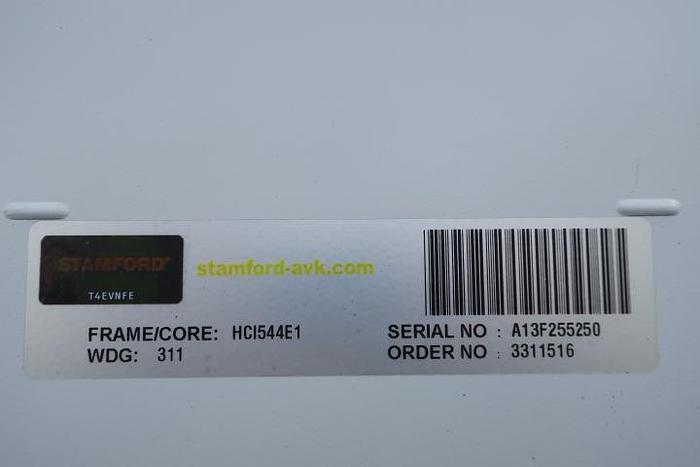 STAMFORD
T4EVNFE
stamford-avk.com
FRAME/CORE: HCI544E1
WDG: 311
SERIAL NO : A13F255250
ORDER NO : 3311516